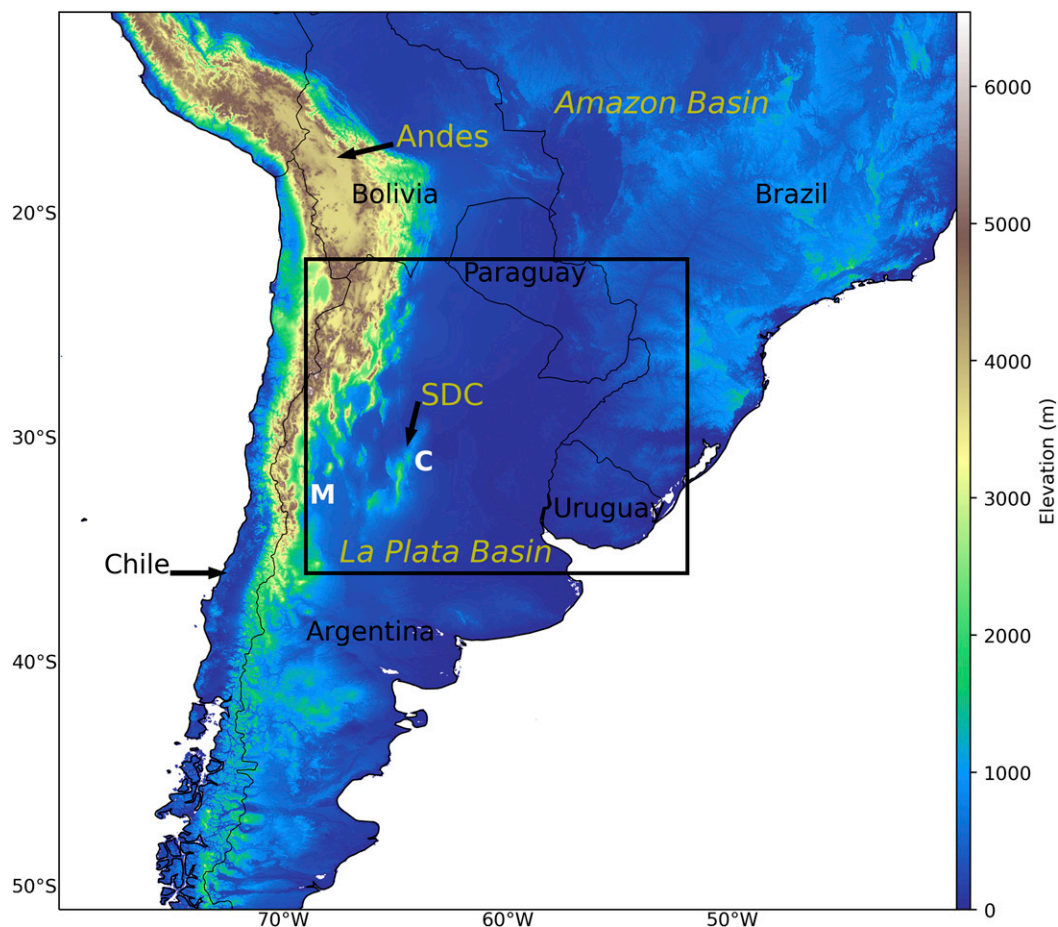 Amazon Basin
Andes
Bolivia
Brazil
20°S
Paraguay
SDC
30°S
C
M
Uruguay
La Plata Basin
Chile
Argentina
40°S
50°S
70°W
60°W
50°W
6000
5000
4000
3000
2000
1000
0
Elevation (m)